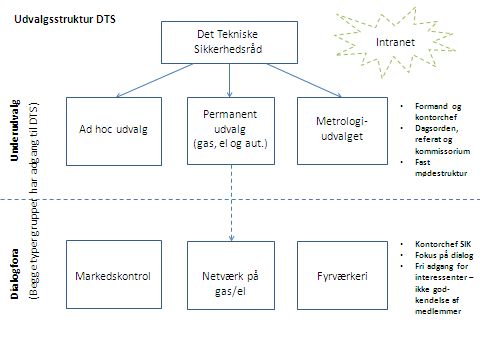 Udvalgsstruktur DTS
Det Tekniske
Sikkerhedsråd
Intranet
Underudvalg
(Begge typer grupper har adgang til DTS)
Ad hoc udvalg
Permanent
udvalg
(gas, el og aut.)
Metrologi-
udvalget
• Formand og
kontorchef
• Dagsorden,
referat og
kommissorium
• Fast
mødestruktur
Dialogfora
Markedskontrol
Netværk på
gas/el
Fyrværkeri
• Kontorchef SIK
• Fokus på dialog
• Fri adgang for
interessenter –
ikke god-
kendelse af
medlemmer